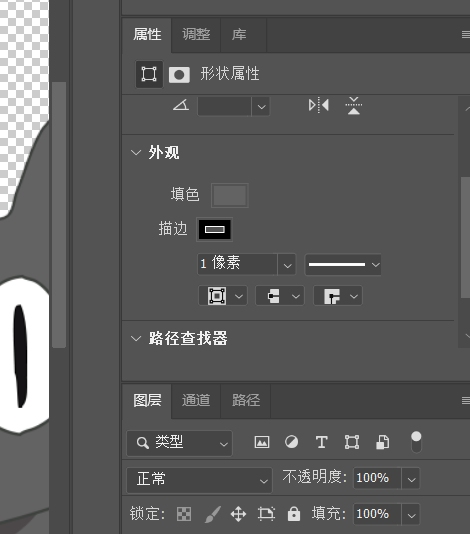 属性 调整 库
形状属性
外观
填色
描边
1 像素
路径查找器
图层 通道 路径
类型
正常 不透明度: 100%
锁定: 填充: 100%